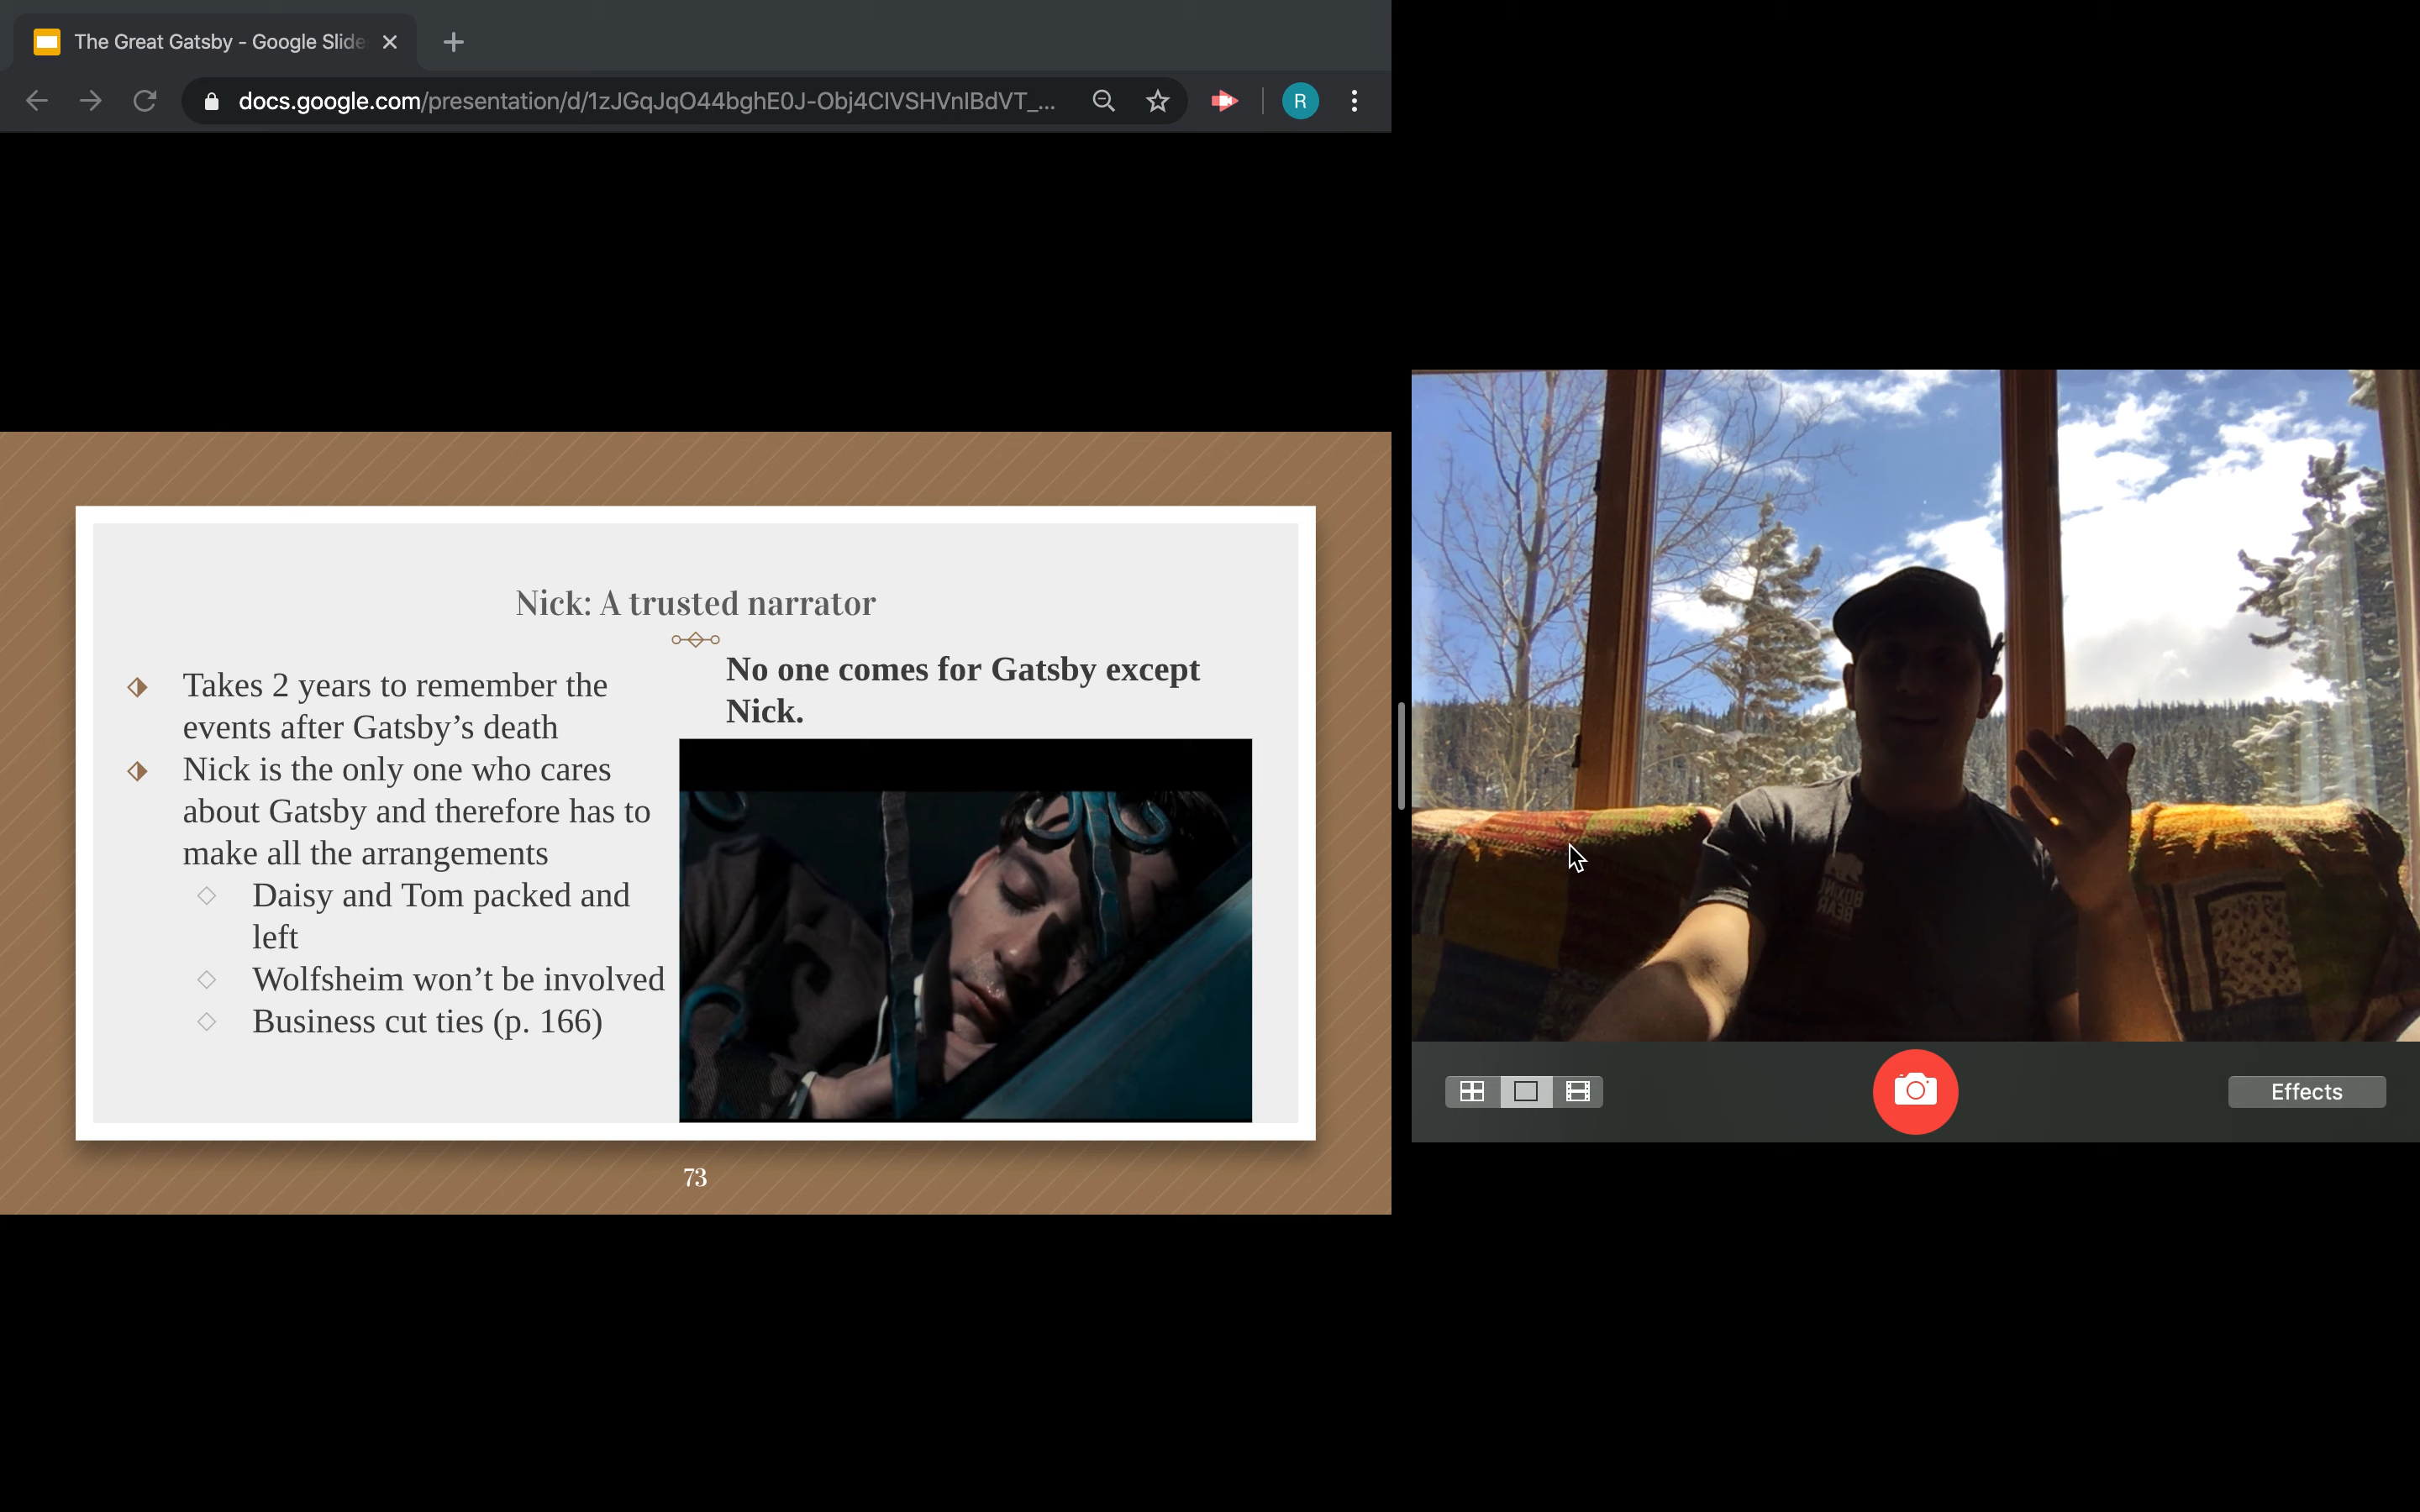 The Great Gatsby - Google Slide
docs.google.com/presentation/d/1zJGqJqO44bghE0J-Obj4ClVSHVnlBdVT_...
R
Nick: A trusted narrator
Takes 2 years to remember the
events after Gatsby’s death
Nick is the only one who cares
about Gatsby and therefore has to
make all the arrangements
Daisy and Tom packed and
left
Wolfsheim won’t be involved
Business cut ties (p. 166)
No one comes for Gatsby except
Nick.
73
BOXING
BEAR
Effects